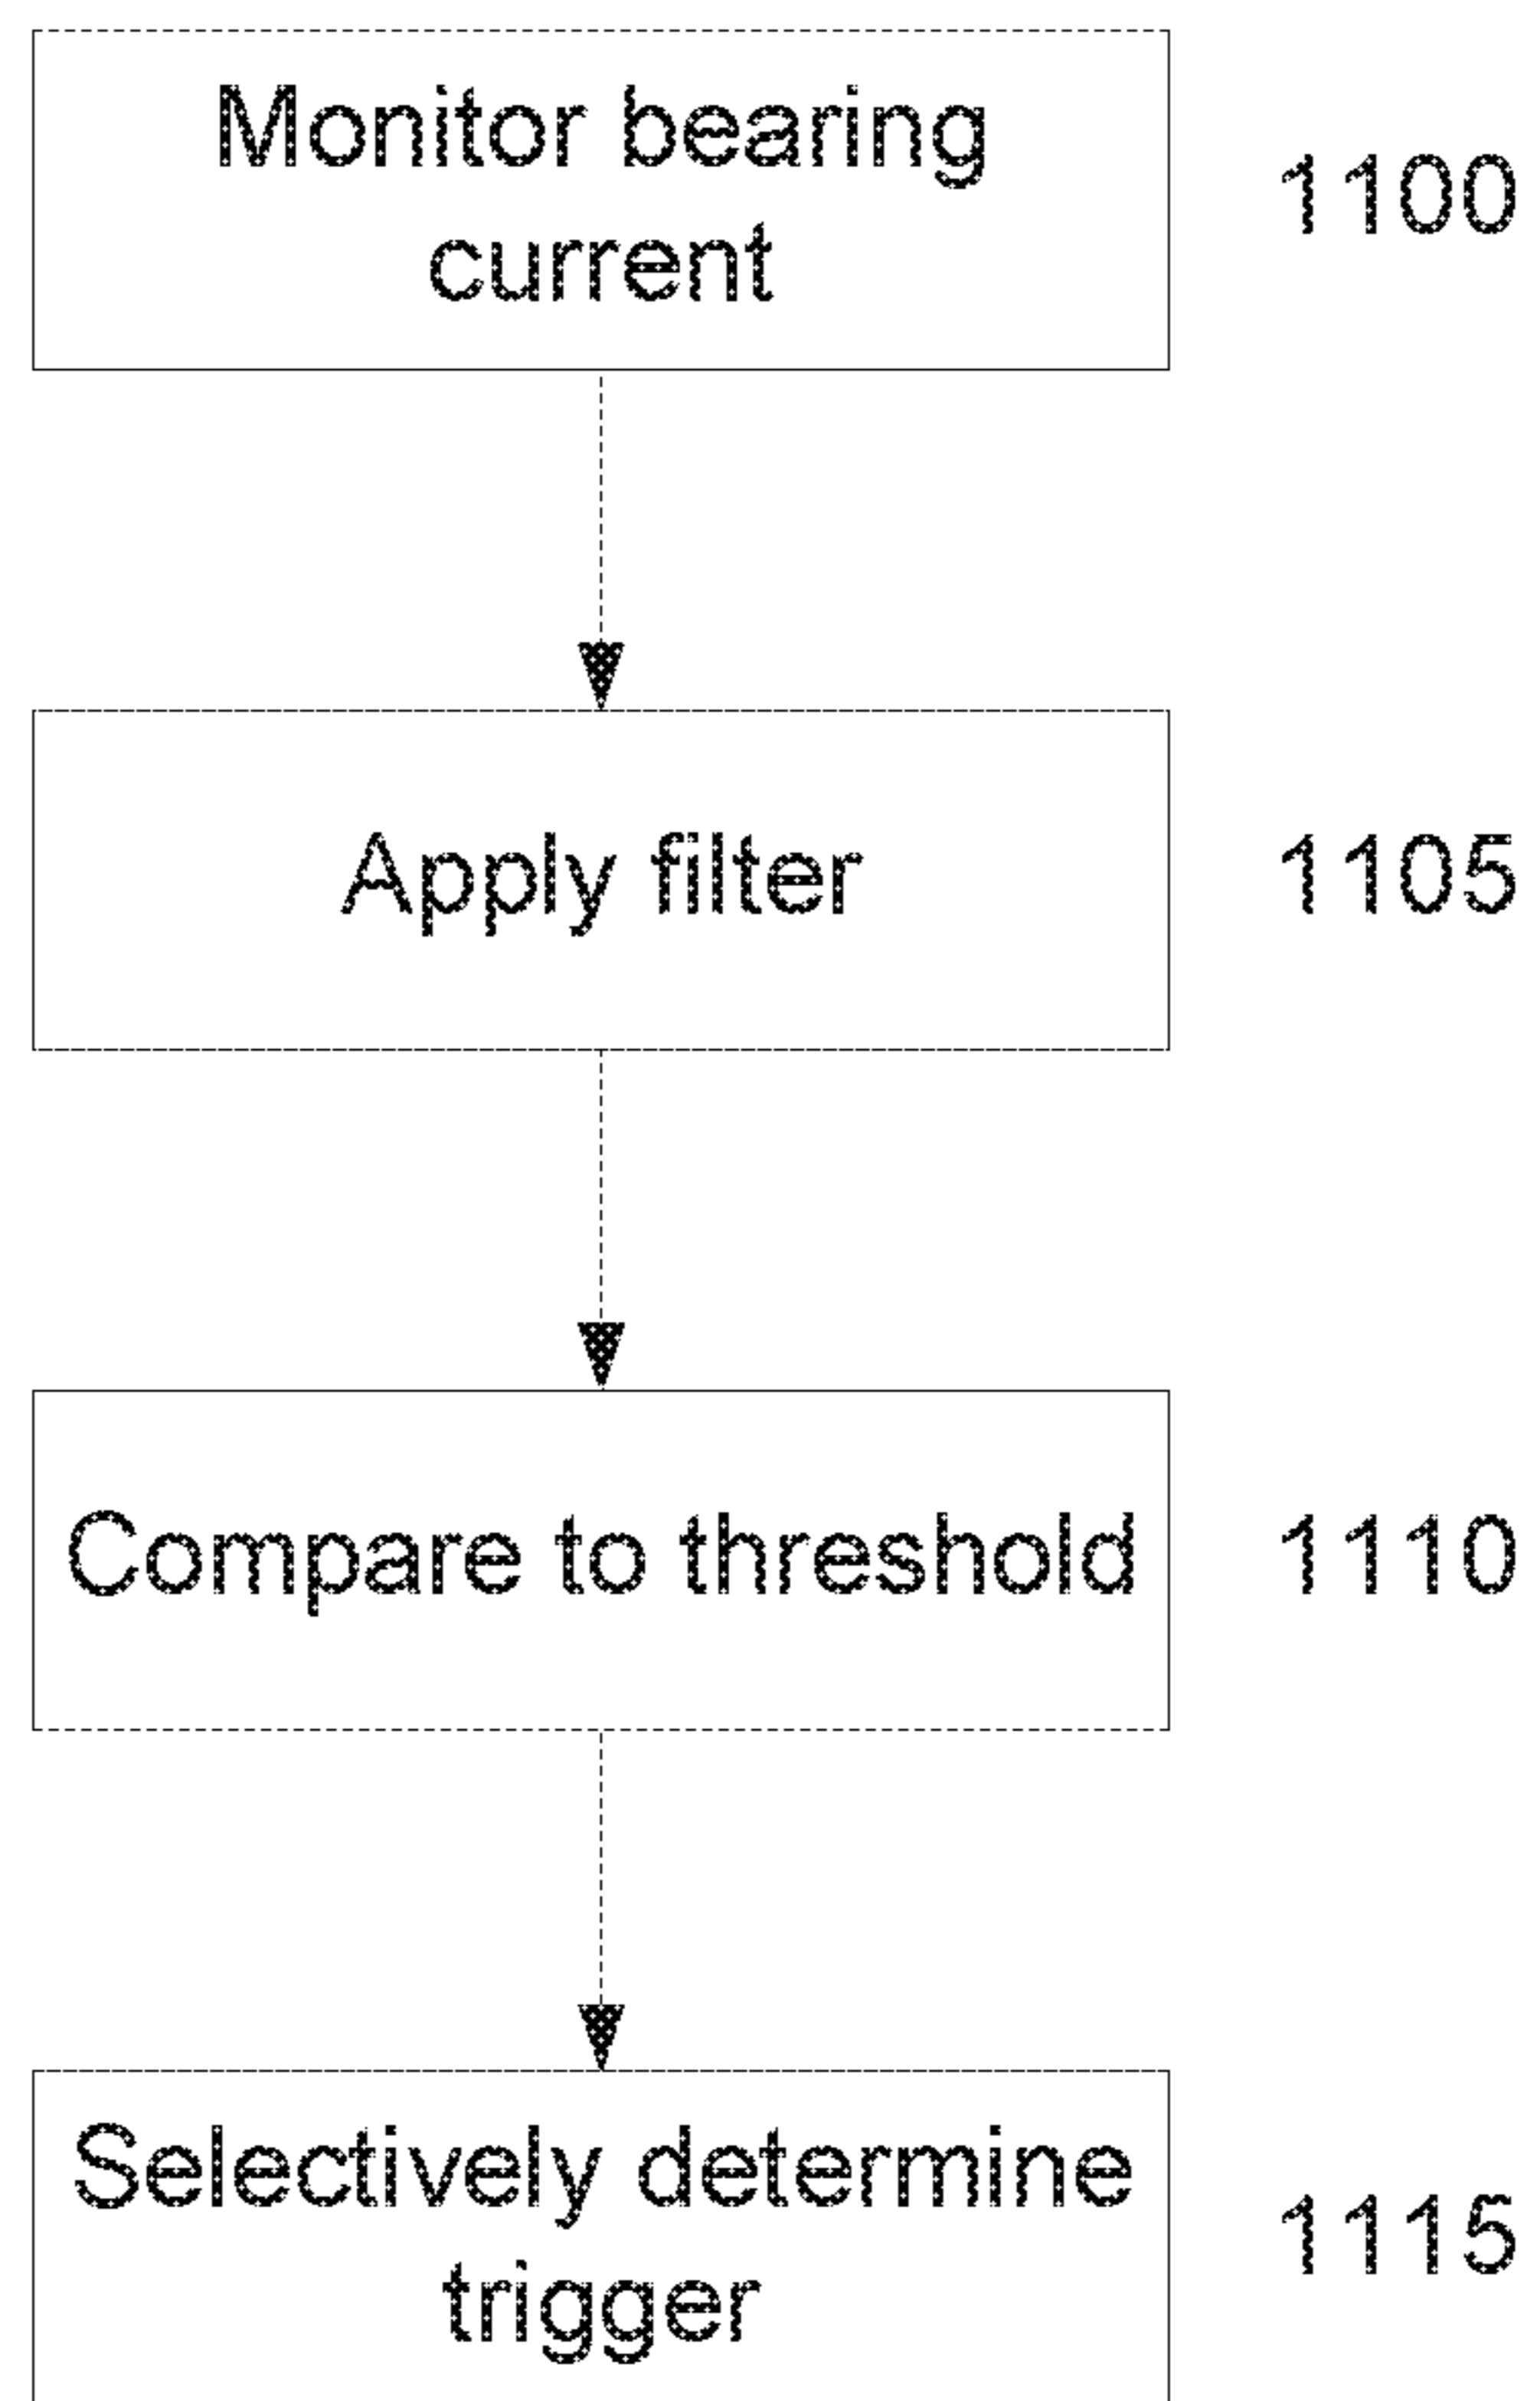 Monitor bearing
current
1100
Apply filter
1105
Compare to threshold
1110
Selectively determine
trigger
1115